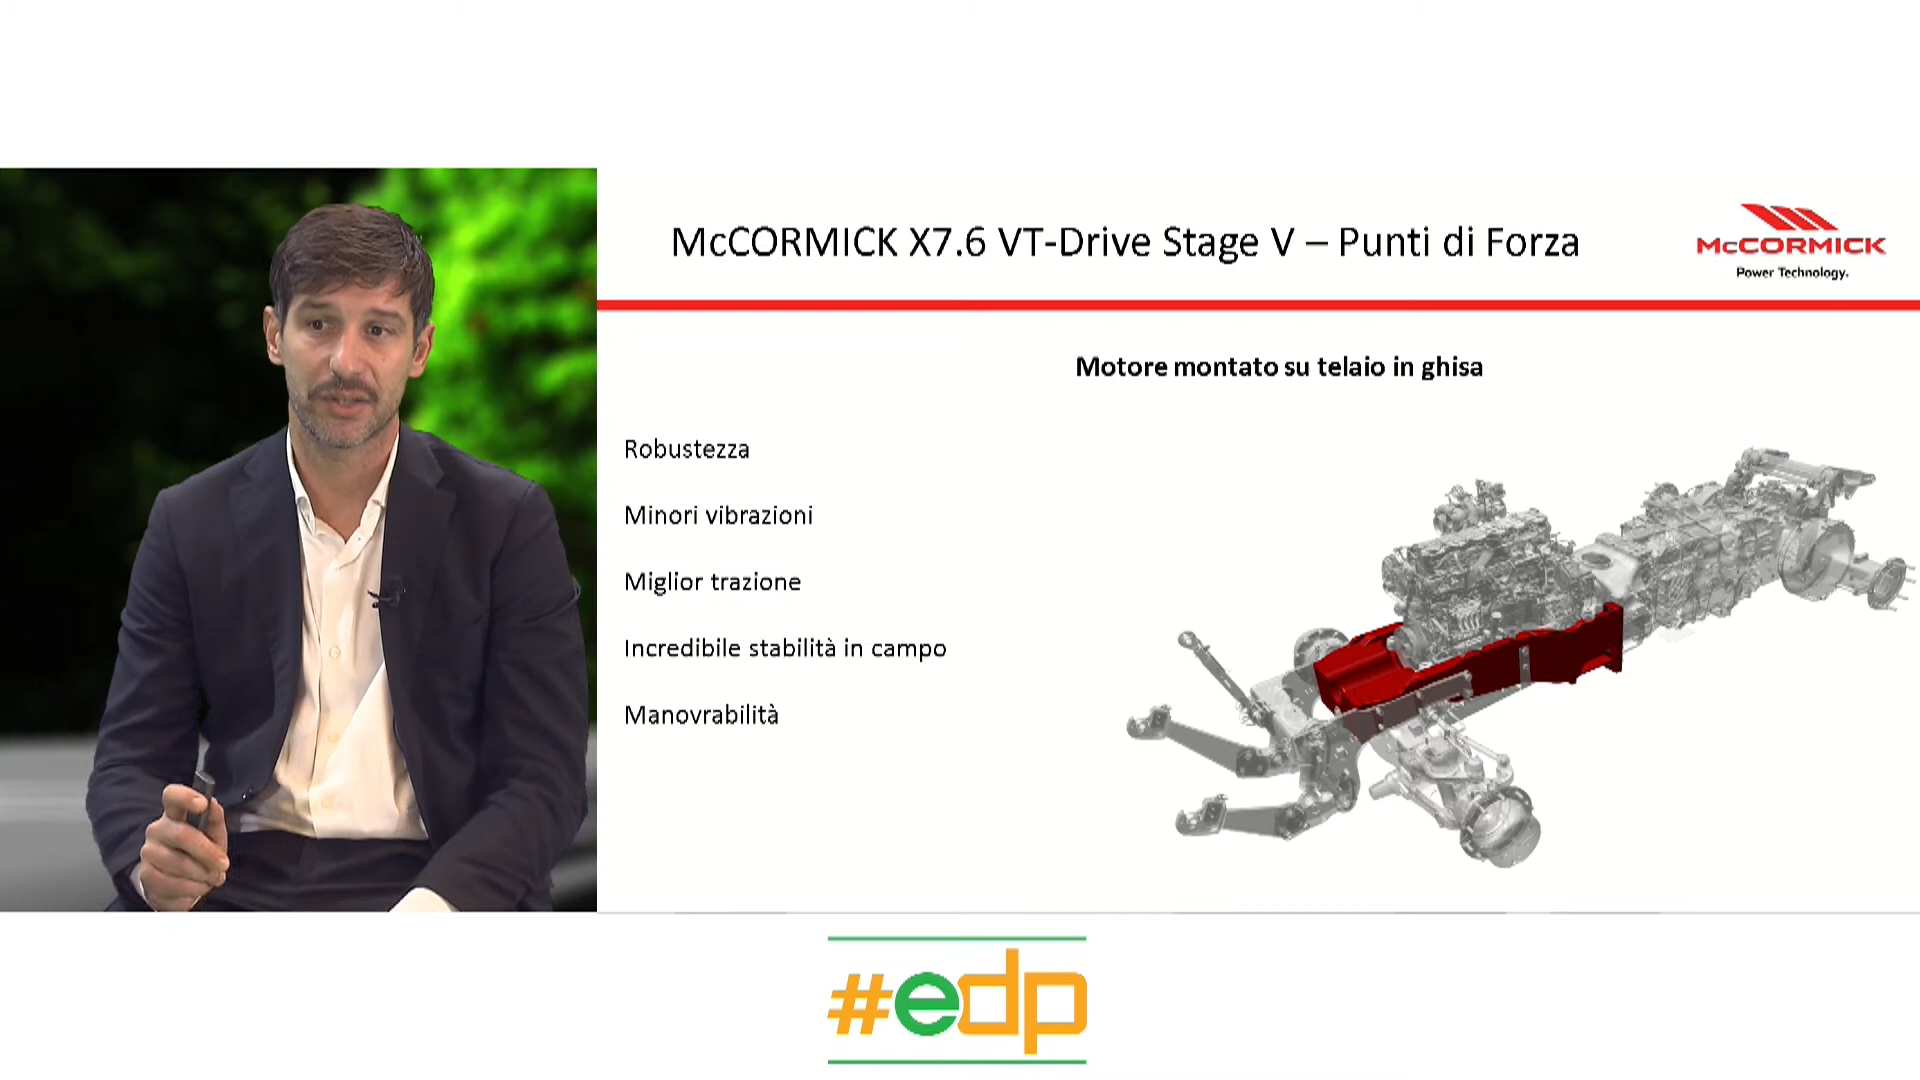 McCORMICK X7.6 VT-Drive Stage V – Punti di Forza
McCORMICK
Power Technology.
Motore montato su telaio in ghisa
Robustezza
Minori vibrazioni
Miglior trazione
Incredibile stabilità in campo
Manovrabilità
#edp